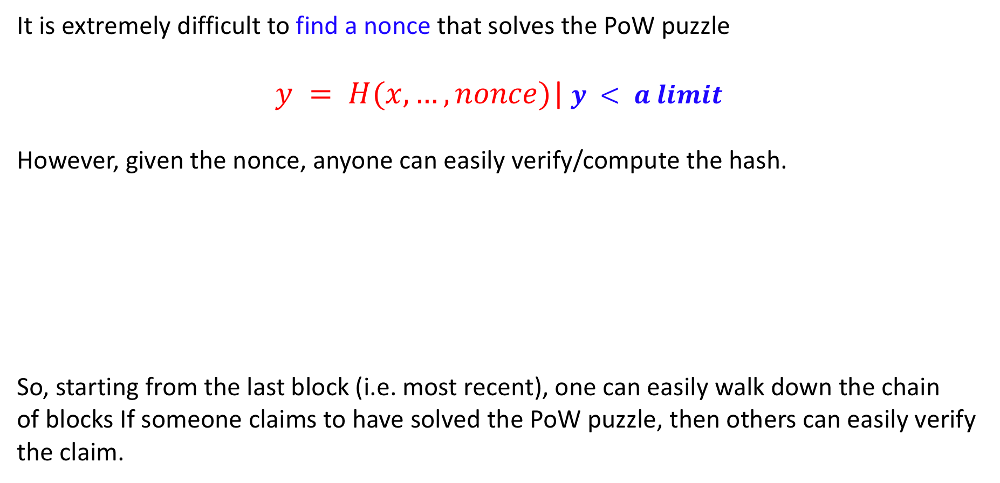 It is extremely difficult to find a nonce that solves the PoW puzzle
y = H(x, … , nonce)| y < a limit
However, given the nonce, anyone can easily verify/compute the hash.
So, starting from the last block (i.e. most recent), one can easily walk down the chain
of blocks If someone claims to have solved the PoW puzzle, then others can easily verify
the claim.